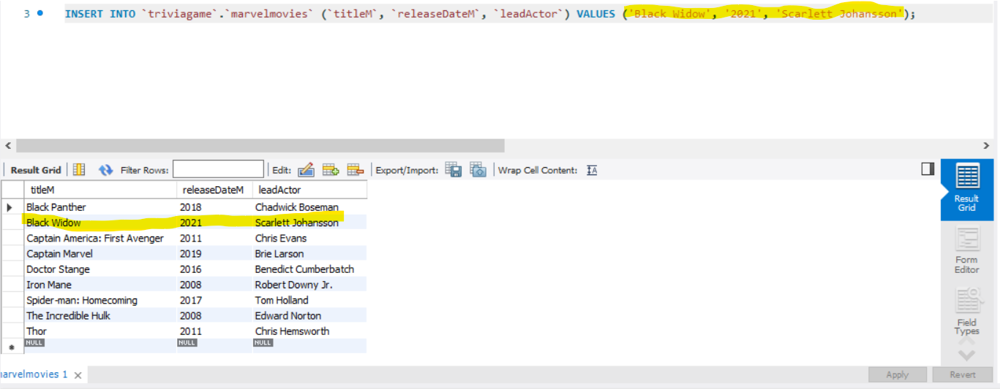 3 INSERT INTO `triviagame`.`marvelmovies` (`titleM`, `releaseDateM`, `leadActor`) VALUES ('Black Widow', '2021', 'Scarlett Johansson');
Result Grid Filter Rows: Edit: Export/Import: Wrap Cell Content: IA
titleM releaseDateM leadActor
Black Panther 2018 Chadwick Boseman
Black Widow 2021 Scarlett Johansson
Captain America: First Avenger 2011 Chris Evans
Captain Marvel 2019 Brie Larson
Doctor Stange 2016 Benedict Cumberbatch
Iron Mane 2008 Robert Downy Jr.
Spider-man: Homecoming 2017 Tom Holland
The Incredible Hulk 2008 Edward Norton
Thor 2011 Chris Hemsworth
NULL NULL NULL
Result
Grid
Form
Editor
Field
Types
arvelmovies 1
Apply Revert